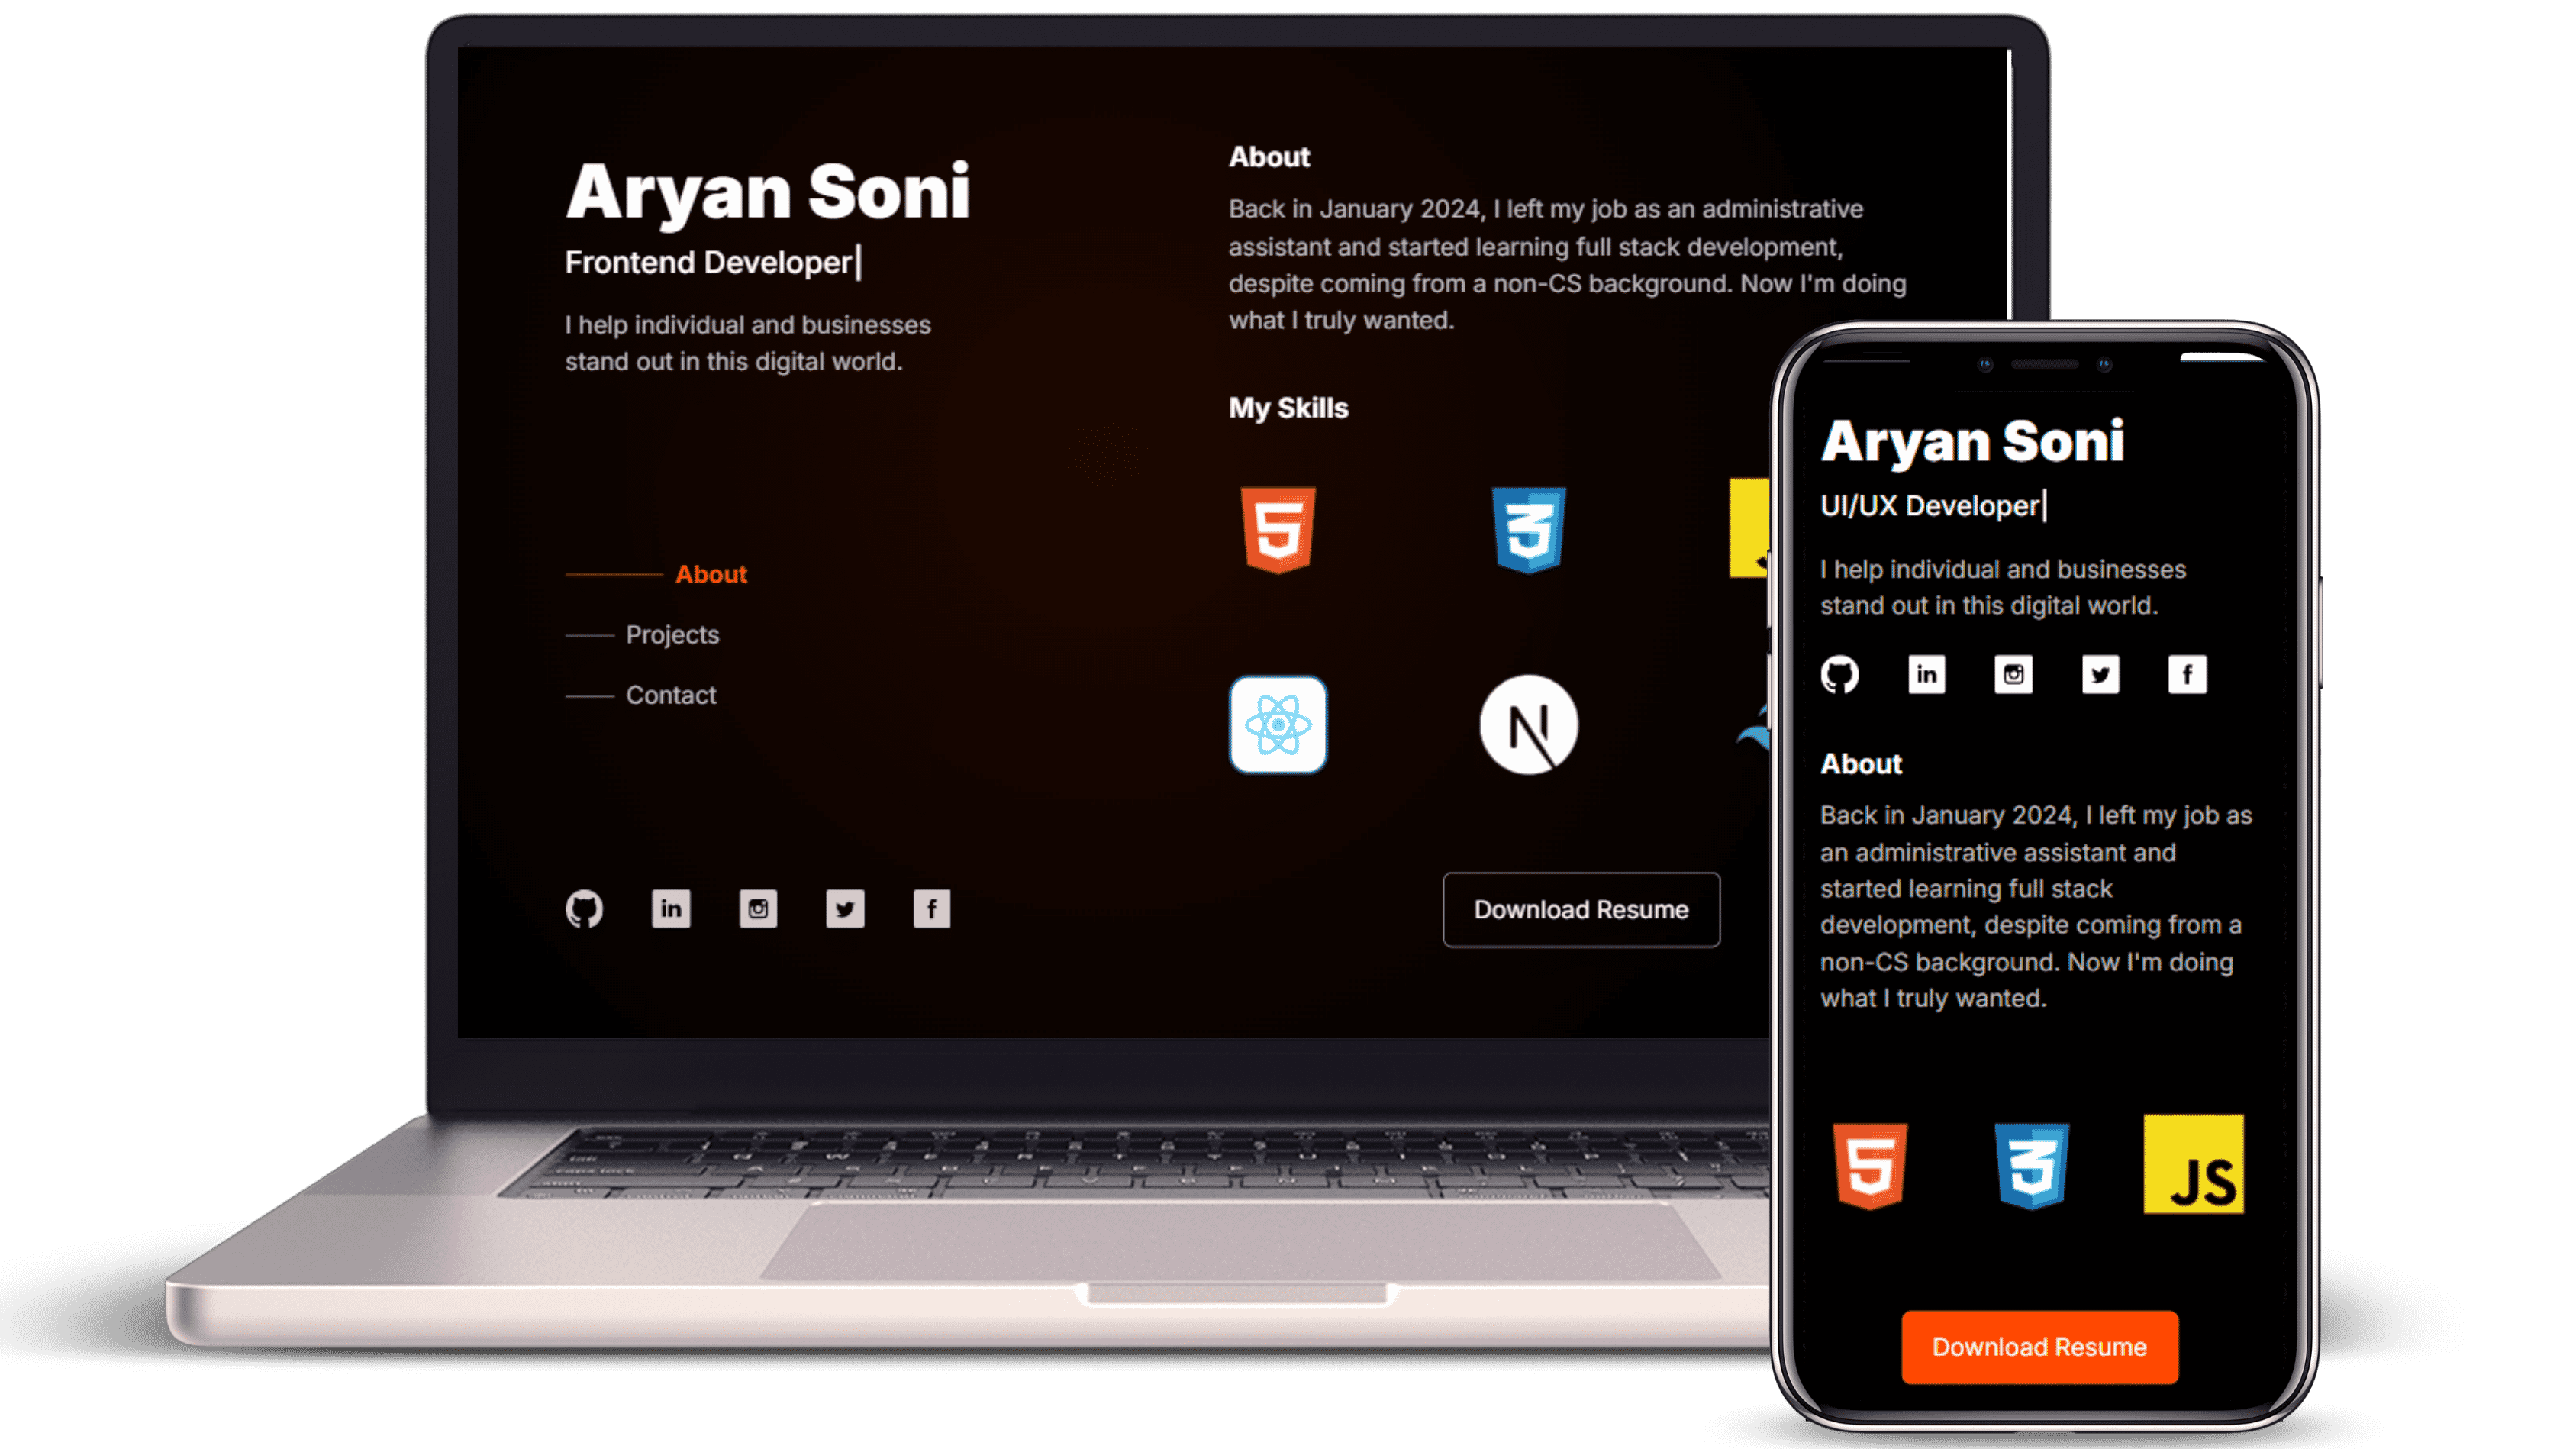 Aryan Soni
Frontend Developer|
I help individual and businesses
stand out in this digital world.
About
Projects
Contact
in
f
About
Back in January 2024, I left my job as an administrative
assistant and started learning full stack development,
despite coming from a non-CS background. Now I'm doing
what I truly wanted.
My Skills
5
3
N
Download Resume
Aryan Soni
UI/UX Developer|
I help individual and businesses
stand out in this digital world.
in
f
About
Back in January 2024, I left my job as
an administrative assistant and
started learning full stack
development, despite coming from a
non-CS background. Now I'm doing
what I truly wanted.
5
3
JS
Download Resume